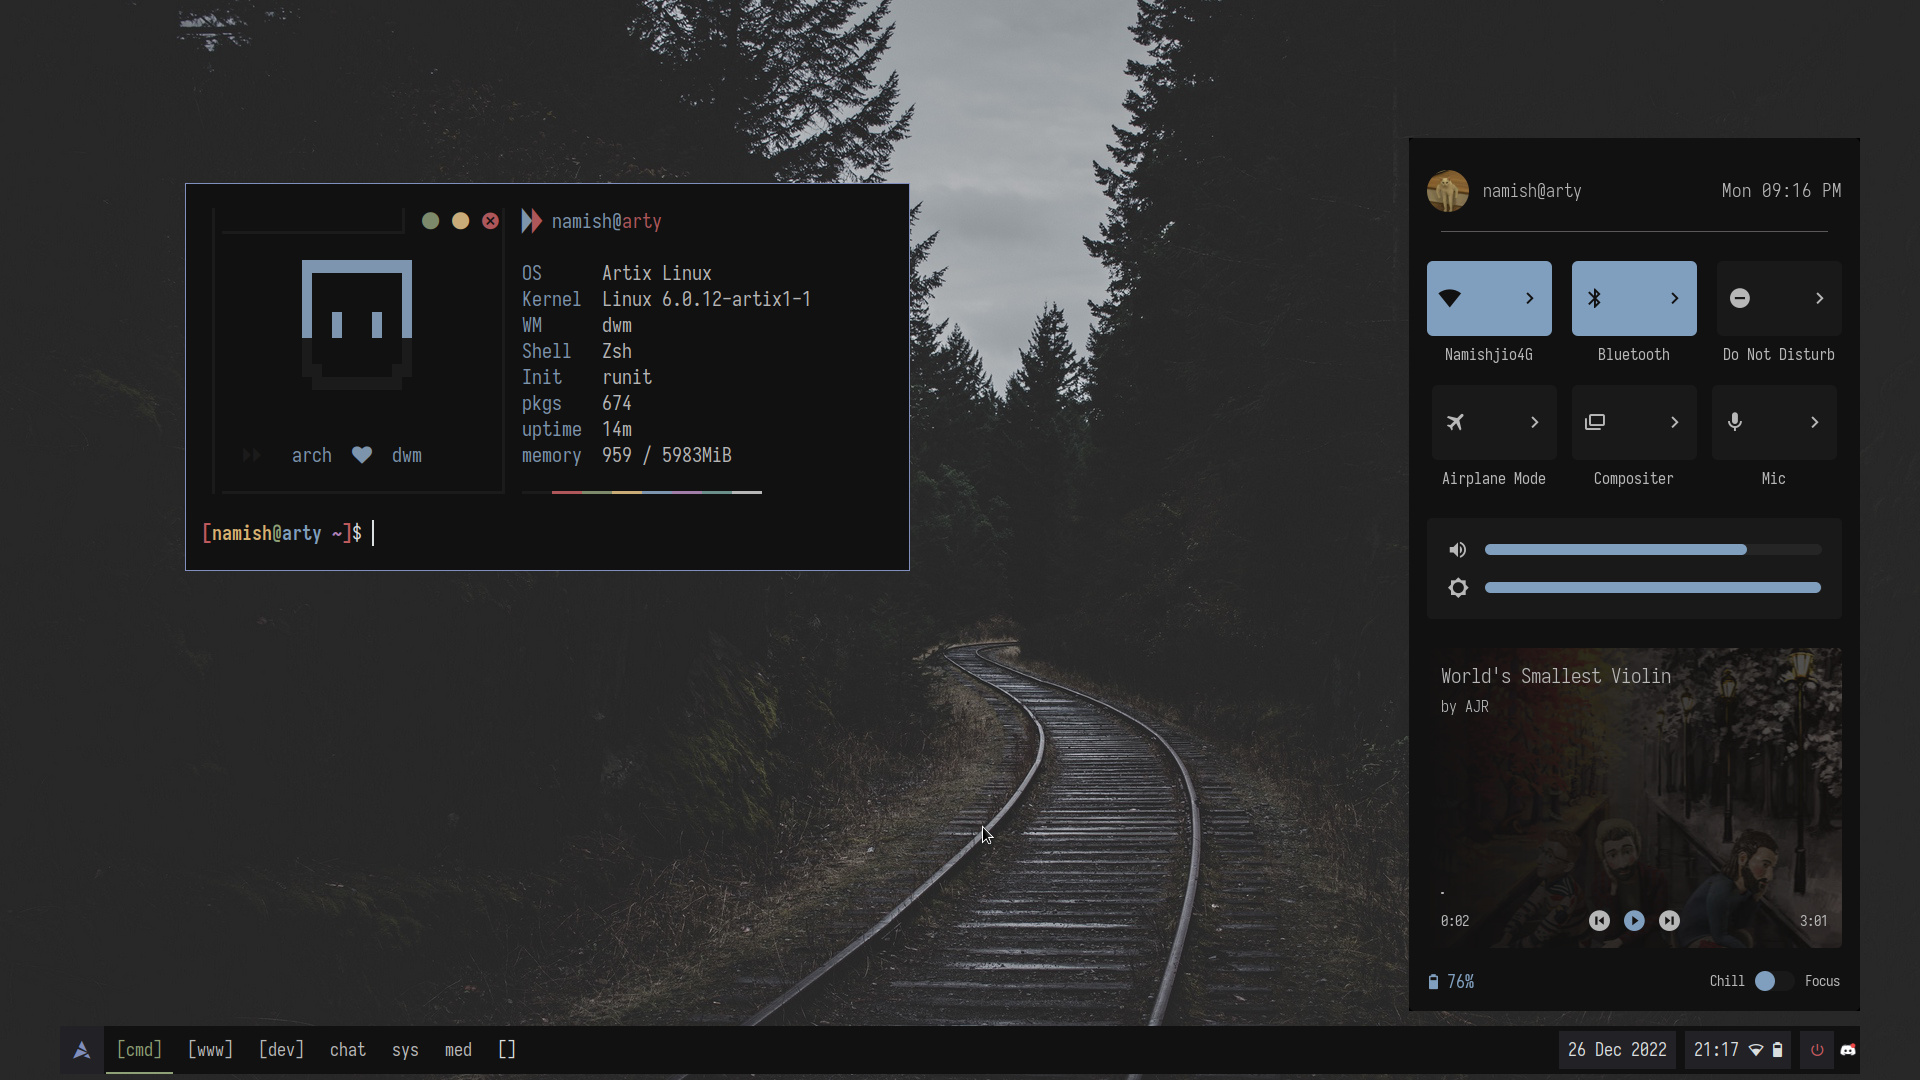 namish@arty
OS Artix Linux
Kernel Linux 6.0.12-artix1-1
WM dwm
Shell Zsh
Init runit
pkgs 674
uptime 14m
memory 959 / 5983MiB
arch dwm
[namish@arty ~]$
namish@arty Mon 09:16 PM
Namishjio4G Bluetooth Do Not Disturb
Airplane Mode Compositer Mic
World's Smallest Violin
by AJR
0:02 3:01
76% Chill Focus
[cmd] [www] [dev] chat sys med [] 26 Dec 2022 21:17